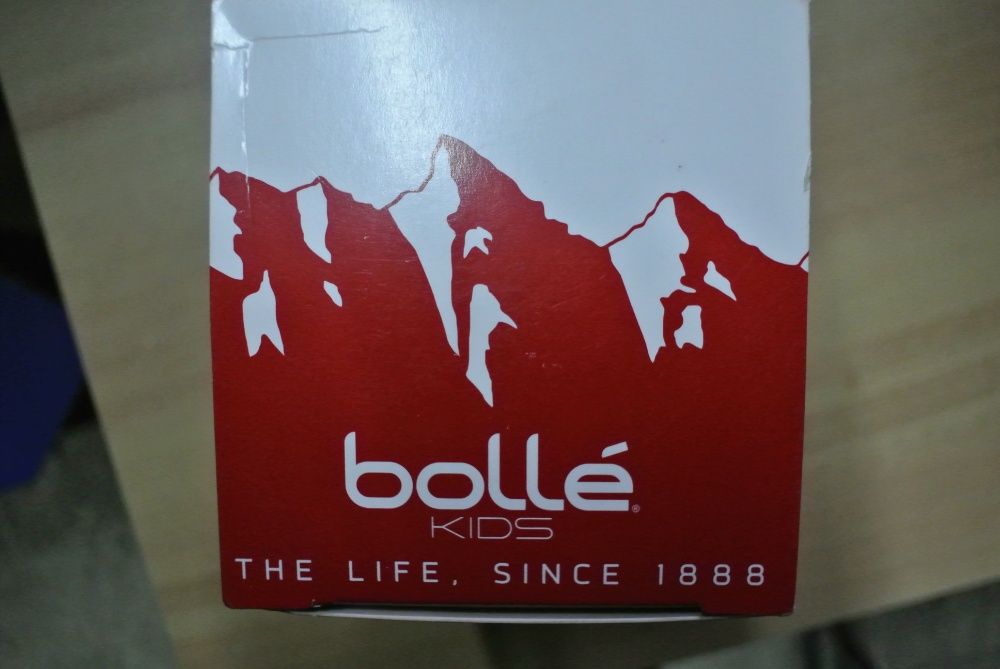 bollé®
KIDS
THE LIFE, SINCE 1888